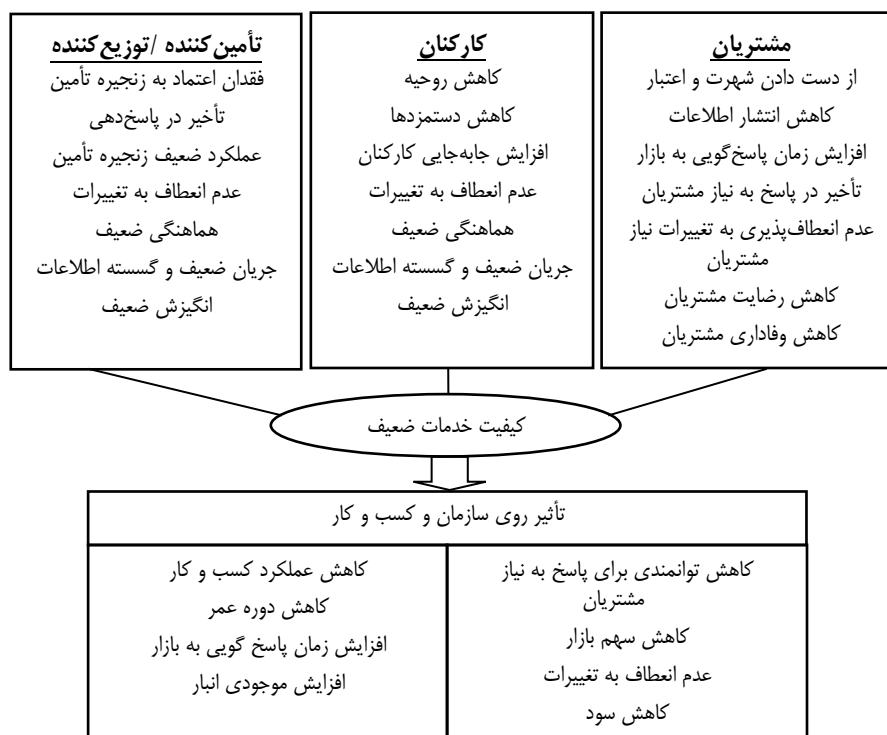 مشتریان
از دست دادن شهرت و اعتبار
کاهش انتشار اطلاعات
افزایش زمان پاسخ‌گویی به بازار
تأخیر در پاسخ به نیاز مشتریان
عدم انعطاف‌پذیری به تغییرات نیاز
مشتریان
کاهش رضایت مشتریان
کاهش وفاداری مشتریان
کارکنان
کاهش روحیه
کاهش دستمزدها
افزایش جابه‌جایی کارکنان
عدم انعطاف به تغییرات
هماهنگی ضعیف
جریان ضعیف و گسسته اطلاعات
انگیزش ضعیف
تأمین‌کننده /توزیع‌کننده
فقدان اعتماد به زنجیره تأمین
تأخیر در پاسخ‌دهی
عملکرد ضعیف زنجیره تأمین
عدم انعطاف به تغییرات
هماهنگی ضعیف
جریان ضعیف و گسسته اطلاعات
انگیزش ضعیف
کیفیت خدمات ضعیف
تأثیر روی سازمان و کسب و کار
کاهش توانمندی برای پاسخ به نیاز
مشتریان
کاهش سهم بازار
عدم انعطاف به تغییرات
کاهش سود
کاهش عملکرد کسب و کار
کاهش دوره عمر
افزایش زمان پاسخ گویی به بازار
افزایش موجودی انبار